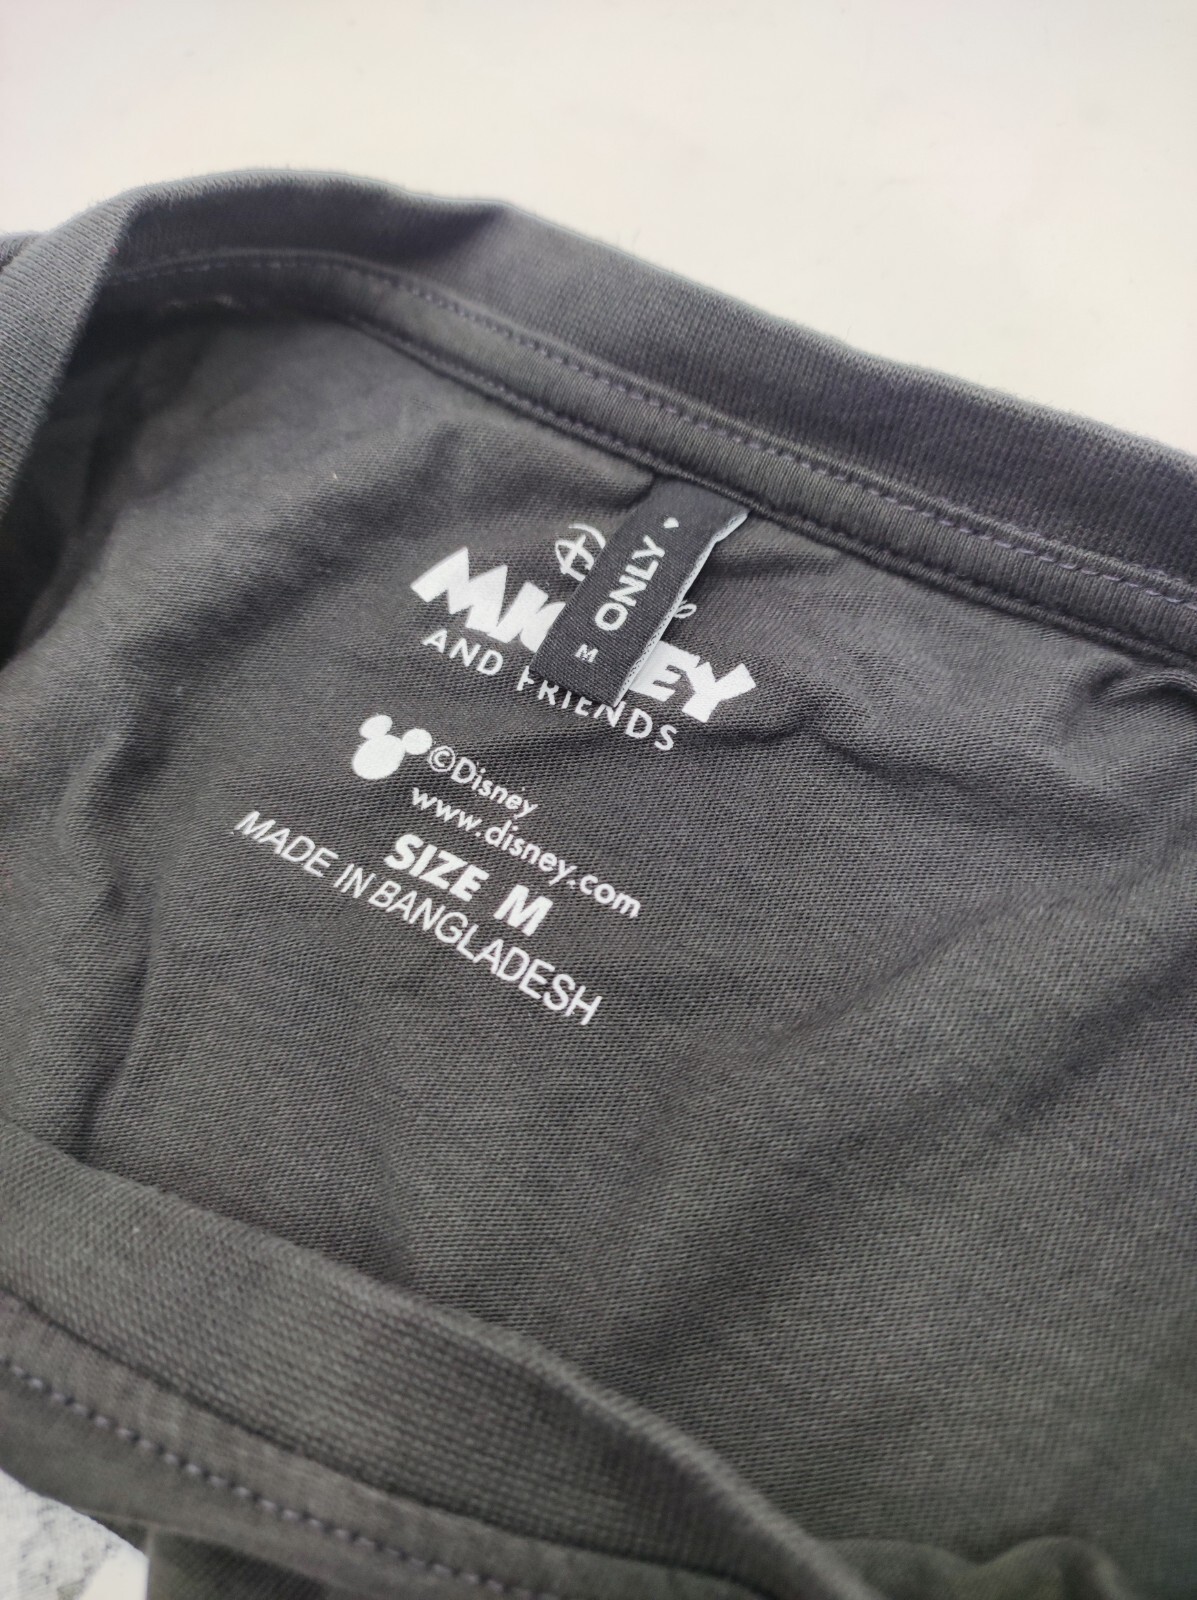 ONLY
M
AND FRIENDS
©Disney
www.disney.com
SIZE M
MADE IN BANGLADESH